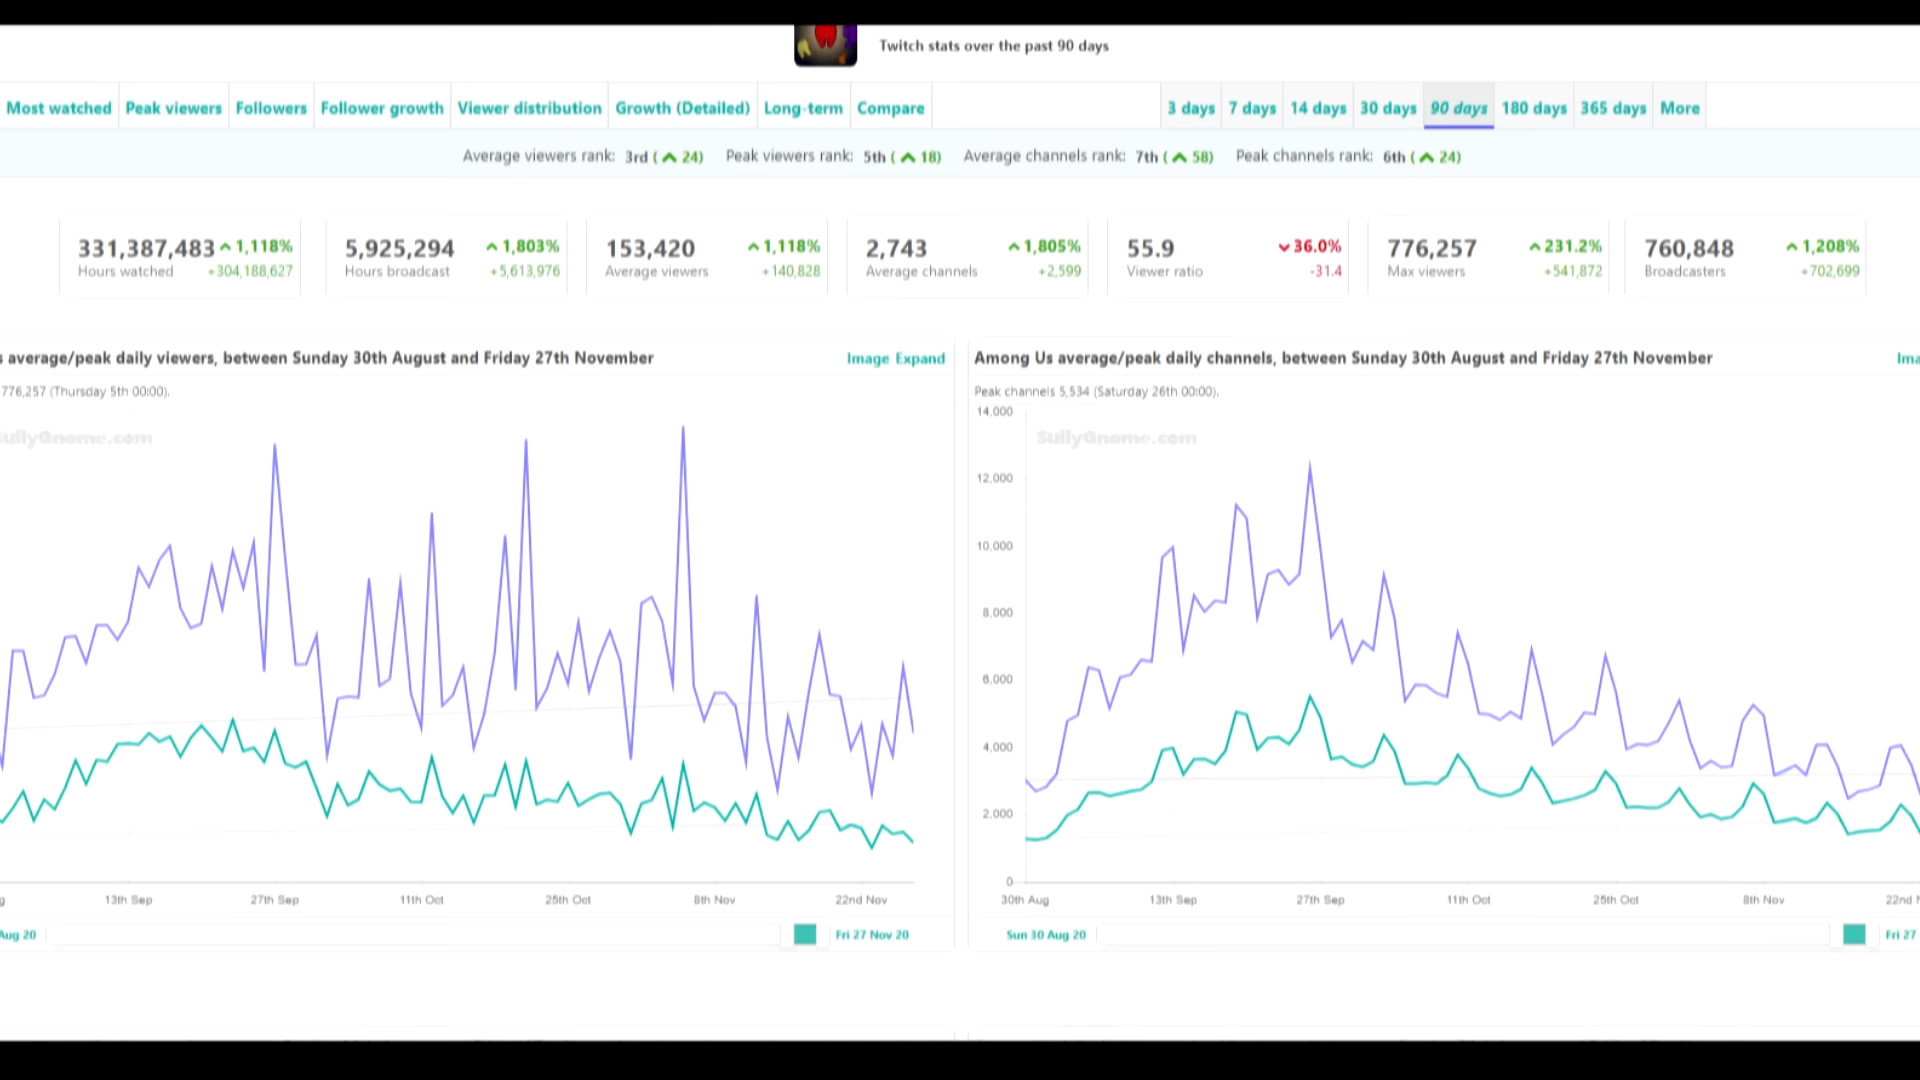 Twitch stats over the past 90 days
Most watched Peak viewers Followers Follower growth Viewer distribution Growth (Detailed) Long-term Compare 3 days 7 days 14 days 30 days 90 days 180 days 365 days More
Average viewers rank: 3rd ( 24) Peak viewers rank: 5th ( 18) Average channels rank: 7th ( 58) Peak channels rank: 6th ( 24)
331,387,483 1,118% 5,925,294 1,803% 153,420 1,118% 2,743 1,805% 55.9 36.0% 776,257 231.2% 760,848 1,208%
Hours watched +304,188,627 Hours broadcast +5,613,976 Average viewers +140,828 Average channels +2,599 Viewer ratio -31.4 Max viewers +541,872 Broadcasters +702,699
s average/peak daily viewers, between Sunday 30th August and Friday 27th November Image Expand
776,257 (Thursday 5th 00:00).
SullyGnome.com
13th Sep 27th Sep 11th Oct 25th Oct 8th Nov 22nd Nov
Aug 20 Fri 27 Nov 20
Among Us average/peak daily channels, between Sunday 30th August and Friday 27th November Ima
Peak channels 5,534 (Saturday 26th 00:00).
14,000
SullyGnome.com
12,000
10,000
8,000
6,000
4,000
2,000
0
30th Aug 13th Sep 27th Sep 11th Oct 25th Oct 8th Nov 22nd
Sun 30 Aug 20 Fri 27